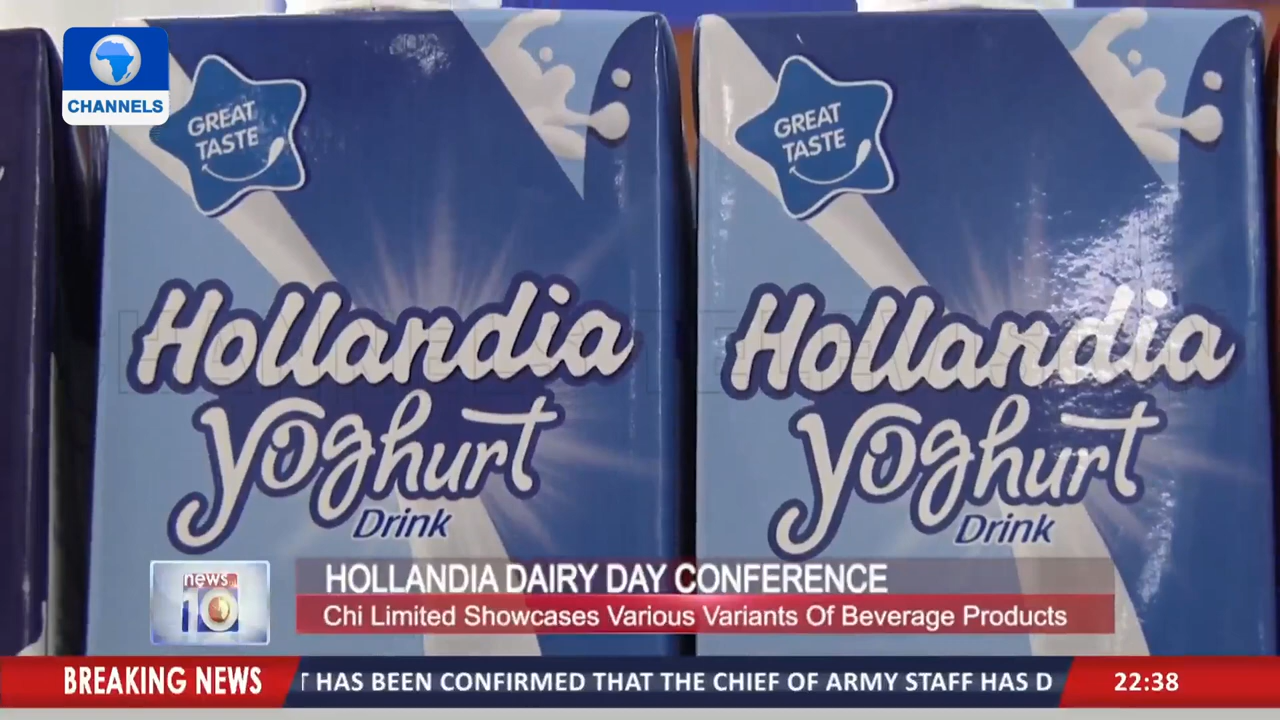 CHANNELS
GREAT
TASTE
Hollandia
yoghurt
Drink
GREAT
TASTE
Hollandia
yoghurt
Drink
news
10
HOLLANDIA DAIRY DAY CONFERENCE
Chi Limited Showcases Various Variants Of Beverage Products
BREAKING NEWS
T HAS BEEN CONFIRMED THAT THE CHIEF OF ARMY STAFF HAS D
22:38